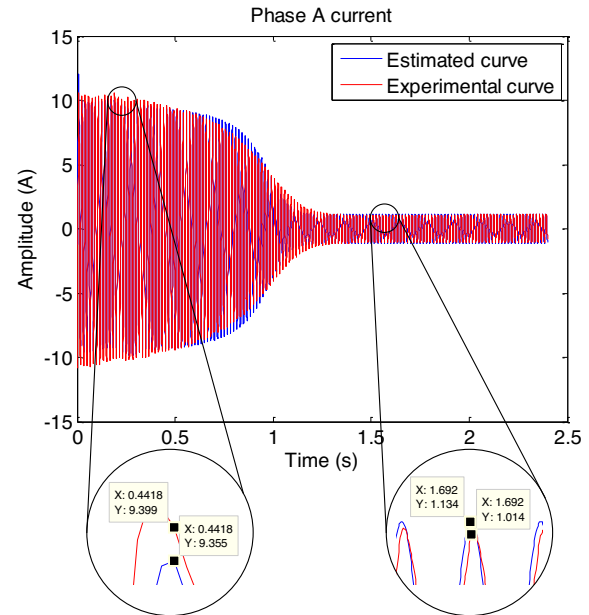 Phase A current
Estimated curve
Experimental curve
15
10
5
0
-5
-10
-15
Amplitude (A)
0
0.5
1
1.5
2
2.5
Time (s)
X: 0.4418
Y: 9.399
X: 0.4418
Y: 9.355
X: 1.692
Y: 1.134
X: 1.692
Y: 1.014